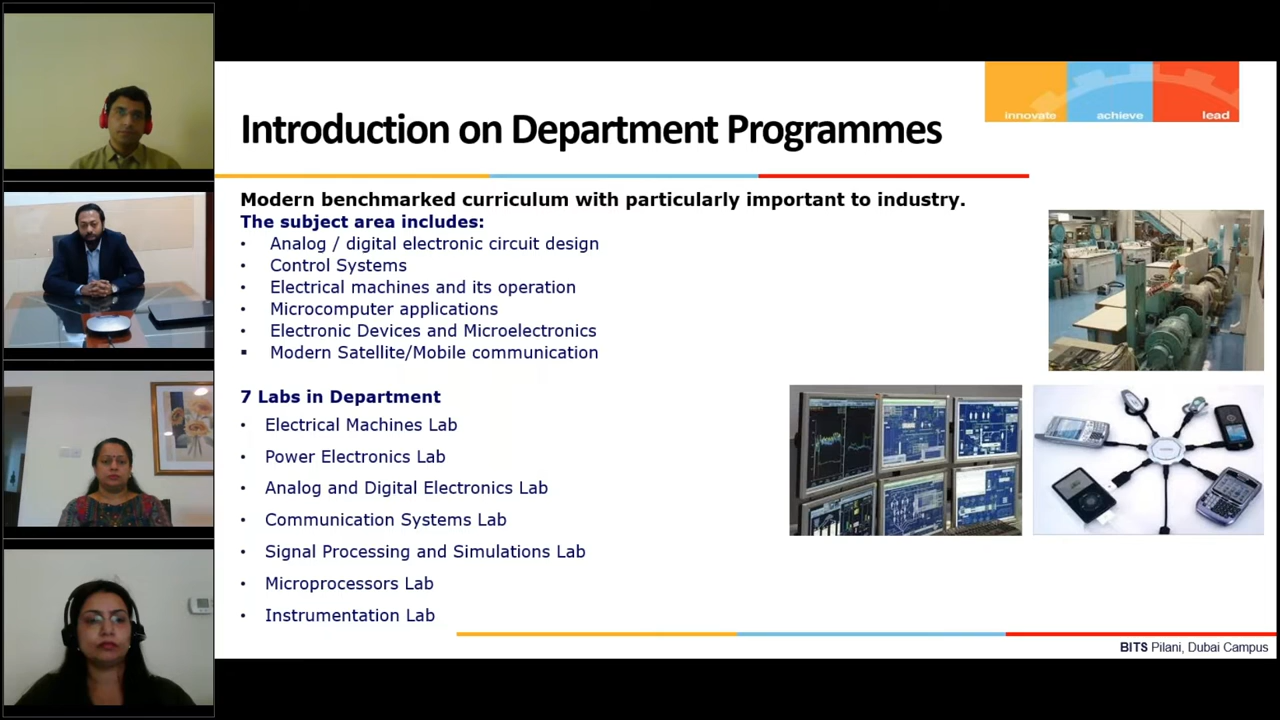 innovate achieve lead
Introduction on Department Programmes
Modern benchmarked curriculum with particularly important to industry.
The subject area includes:
• Analog / digital electronic circuit design
• Control Systems
• Electrical machines and its operation
• Microcomputer applications
• Electronic Devices and Microelectronics
▪ Modern Satellite/Mobile communication
7 Labs in Department
• Electrical Machines Lab
• Power Electronics Lab
• Analog and Digital Electronics Lab
• Communication Systems Lab
• Signal Processing and Simulations Lab
• Microprocessors Lab
• Instrumentation Lab
BITS Pilani, Dubai Campus